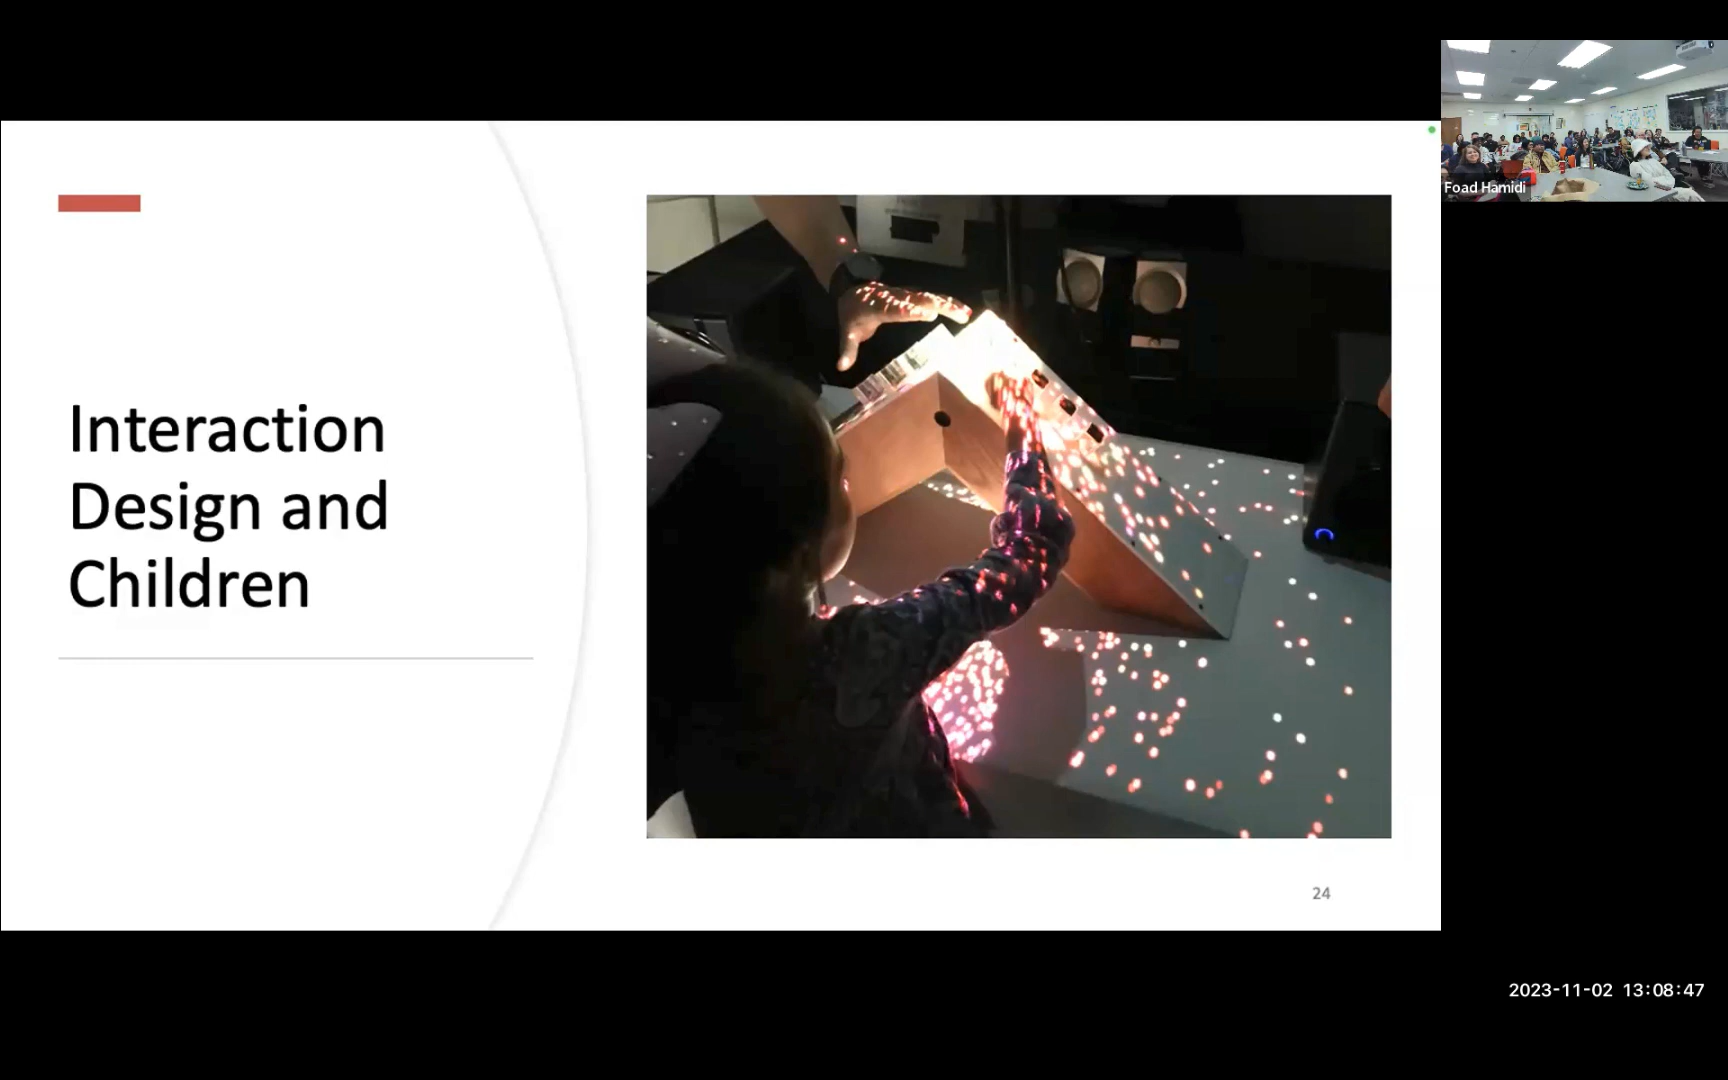 Foad Hamidi
Interaction
Design and
Children
24
2023-11-02 13:08:47